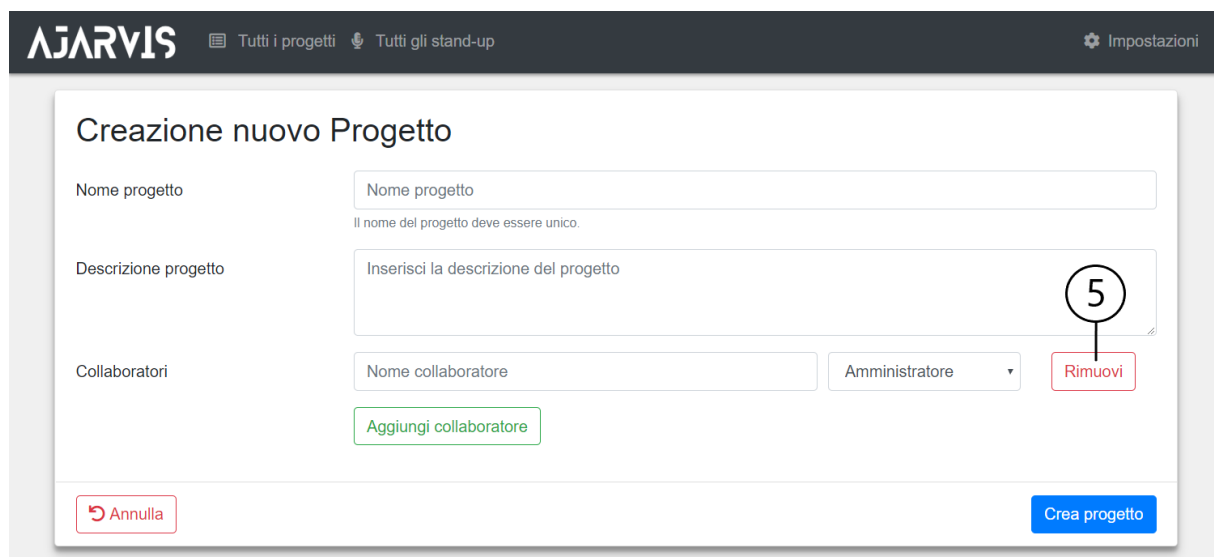 AJARVIS Tutti i progetti Tutti gli stand-up Impostazioni
Creazione nuovo Progetto
Nome progetto Nome progetto
Il nome del progetto deve essere unico.
Descrizione progetto Inserisci la descrizione del progetto
5
Collaboratori Nome collaboratore Amministratore Rimuovi
Aggiungi collaboratore
Annulla Crea progetto